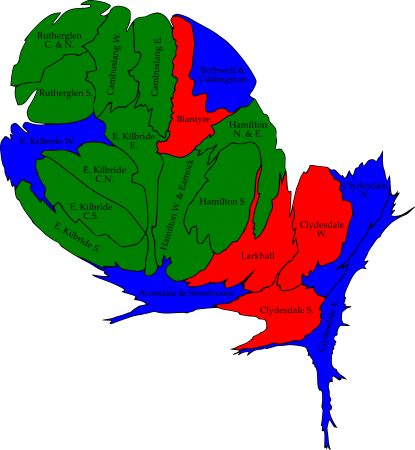 Rutherglen
C. & N.
Cambuslang W.
Cambuslang E.
Bothwell &
Uddingston
Rutherglen S.
Blantyre
Hamilton
N. & E.
E. Kilbride W.
E. Kilbride
E.
E. Kilbride
C.N.
Hamilton W & Earnock
Clydesdale
N.
E. Kilbride
C.S.
Hamilton S.
Clydesdale
W.
E. Kilbride S.
Larkhall
Avondale & Stonehouse
Clydesdale S.
Clydesdale E.